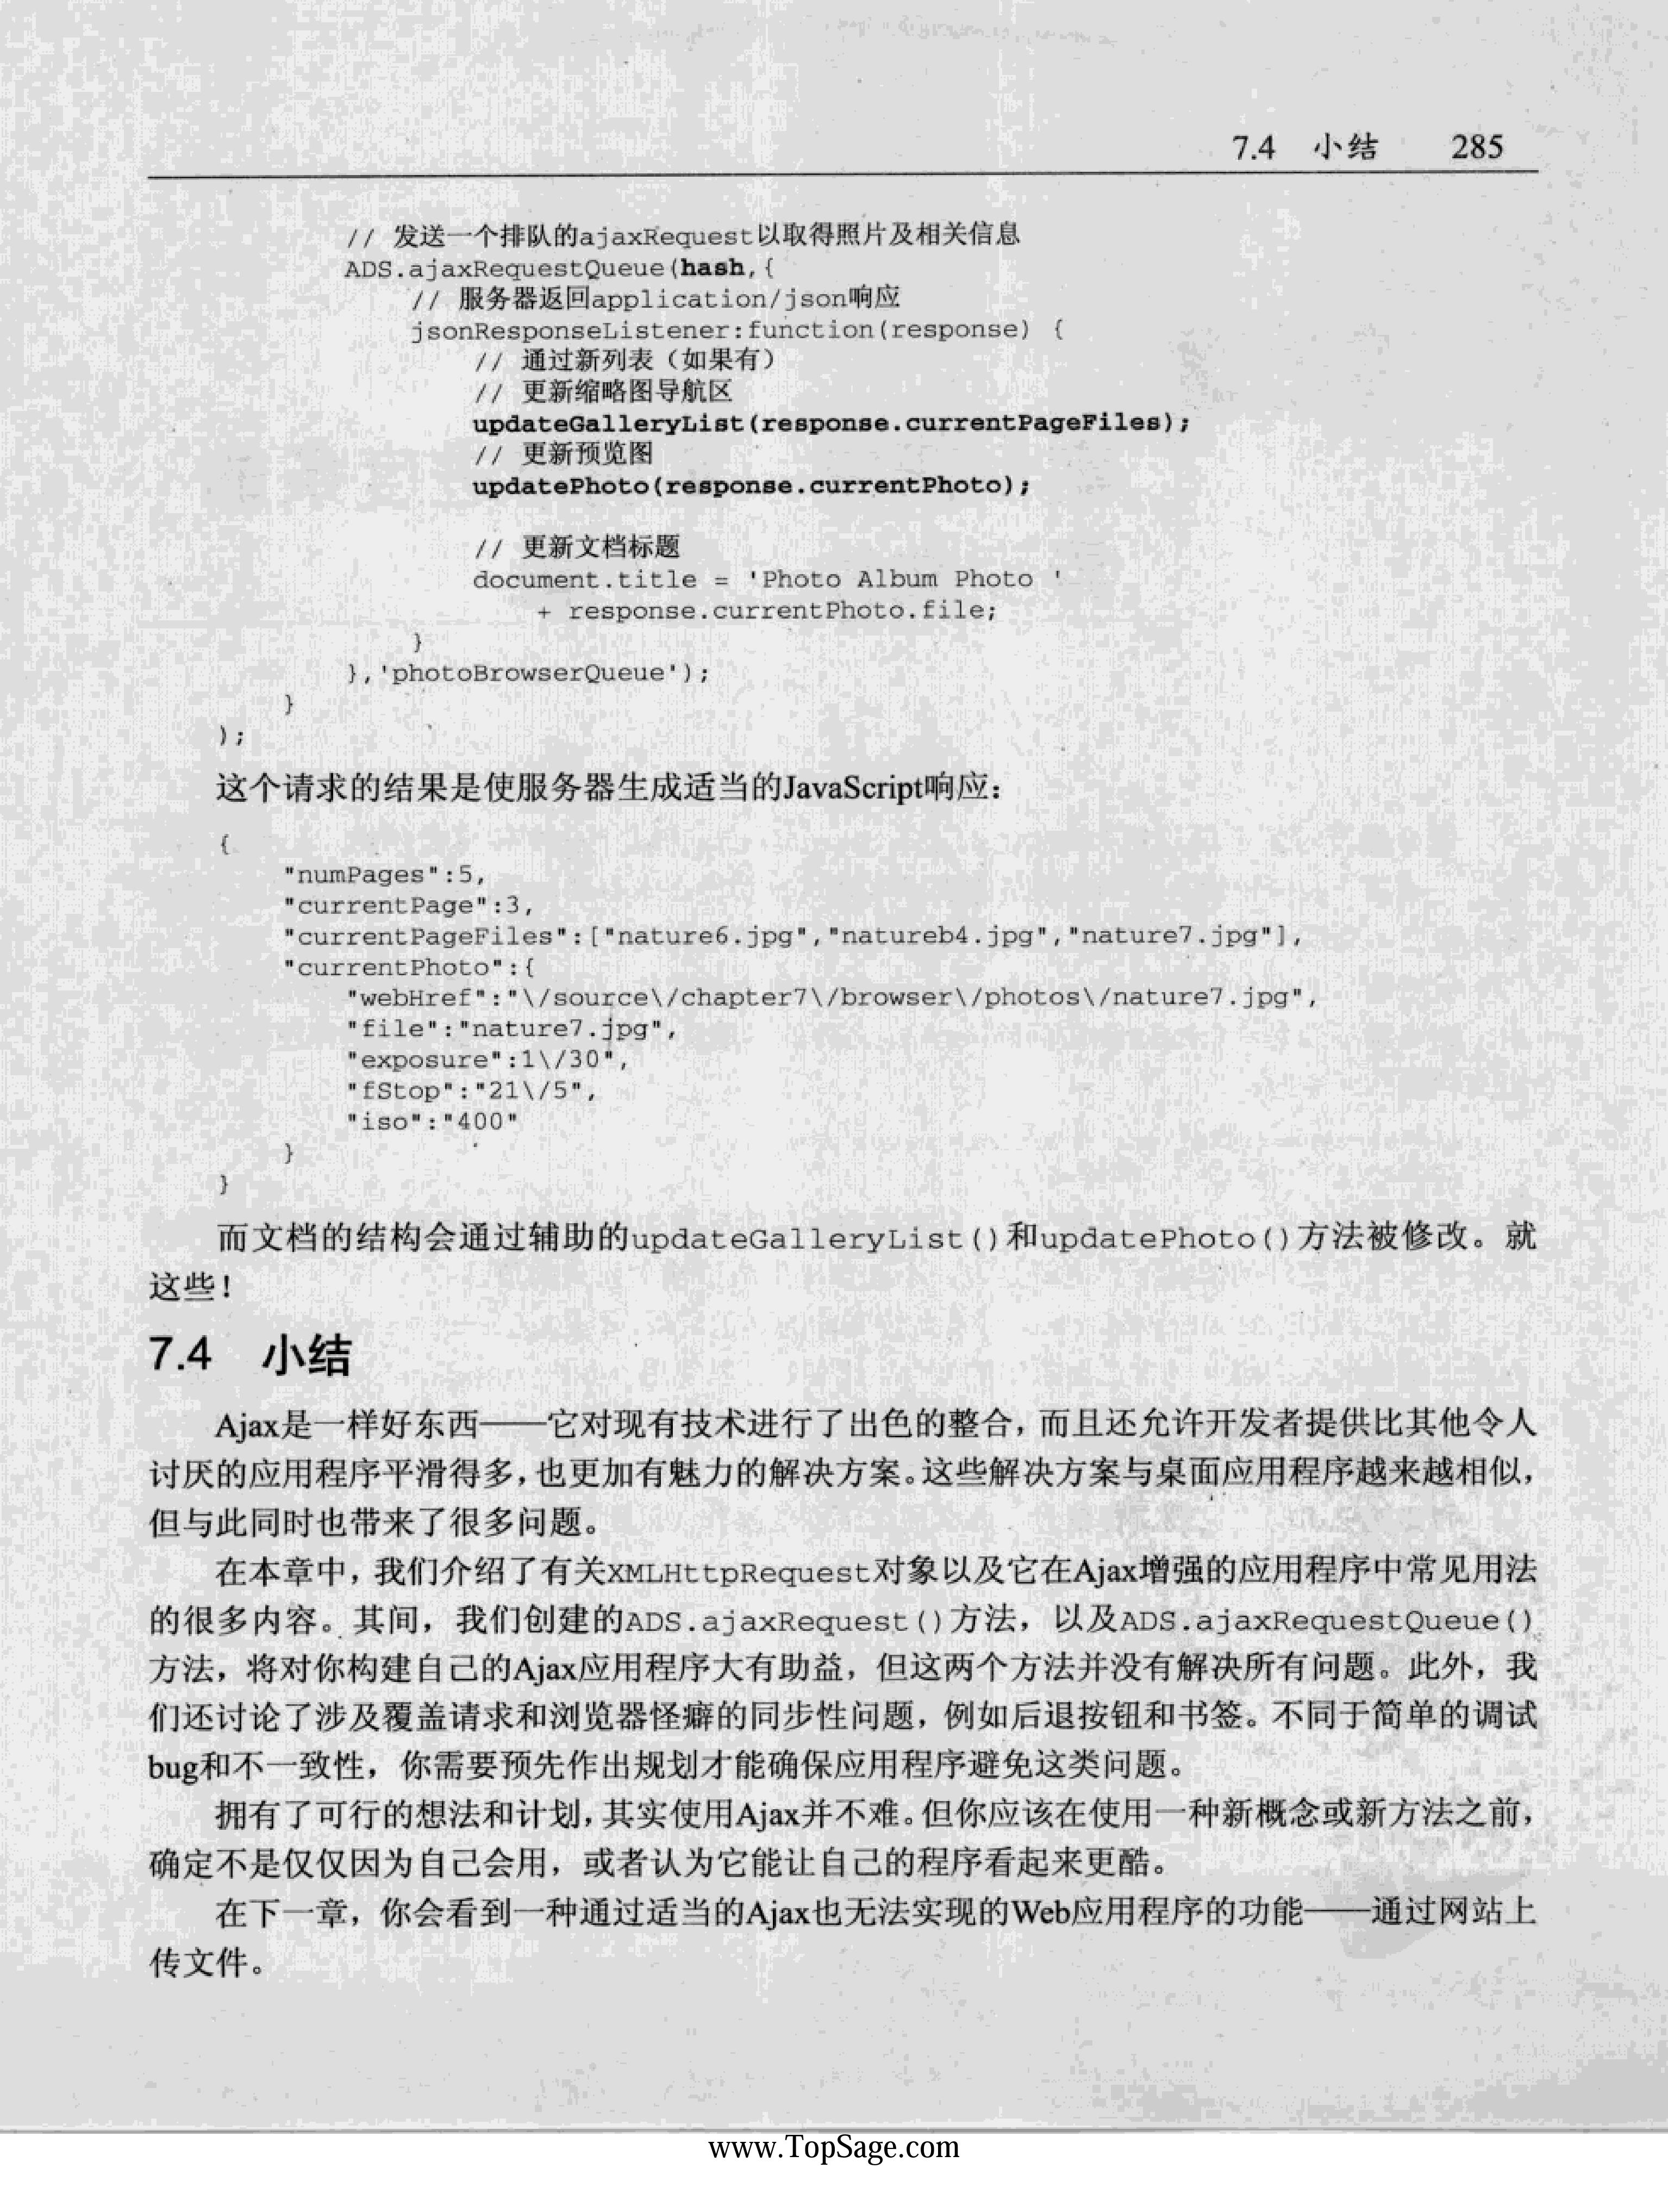 7.4 小结 285
// 发送一个排队的ajaxRequest以取得照片及相关信息
ADS.ajaxRequestQueue(hash,{
// 服务器返回application/json响应
jsonResponseListener:function(response) {
// 通过新列表（如果有）
// 更新缩略图导航区
updateGalleryList(response.currentPageFiles);
// 更新预览图
updatePhoto(response.currentPhoto);
// 更新文档标题
document.title = 'Photo Album Photo '
+ response.currentPhoto.file;
}
},'photoBrowserQueue');
}
);
这个请求的结果是使服务器生成适当的JavaScript响应：
{
"numPages":5,
"currentPage":3,
"currentPageFiles":["nature6.jpg","natureb4.jpg","nature7.jpg"],
"currentPhoto":{
"webHref":"\/source\/chapter7\/browser\/photos\/nature7.jpg",
"file":"nature7.jpg",
"exposure":1\/30",
"fStop":"21\/5",
"iso":"400"
}
}
而文档的结构会通过辅助的updateGalleryList()和updatePhoto()方法被修改。就
这些！
7.4 小结
Ajax是一样好东西——它对现有技术进行了出色的整合，而且还允许开发者提供比其他令人
讨厌的应用程序平滑得多，也更加有魅力的解决方案。这些解决方案与桌面应用程序越来越相似，
但与此同时也带来了很多问题。
在本章中，我们介绍了有关XMLHttpRequest对象以及它在Ajax增强的应用程序中常见用法
的很多内容。其间，我们创建的ADS.ajaxRequest()方法，以及ADS.ajaxRequestQueue()
方法，将对你构建自己的Ajax应用程序大有助益，但这两个方法并没有解决所有问题。此外，我
们还讨论了涉及覆盖请求和浏览器怪癖的同步性问题，例如后退按钮和书签。不同于简单的调试
bug和不一致性，你需要预先作出规划才能确保应用程序避免这类问题。
拥有了可行的想法和计划，其实使用Ajax并不难。但你应该在使用一种新概念或新方法之前，
确定不是仅仅因为自己会用，或者认为它能让自己的程序看起来更酷。
在下一章，你会看到一种通过适当的Ajax也无法实现的Web应用程序的功能——通过网站上
传文件。
www.TopSage.com